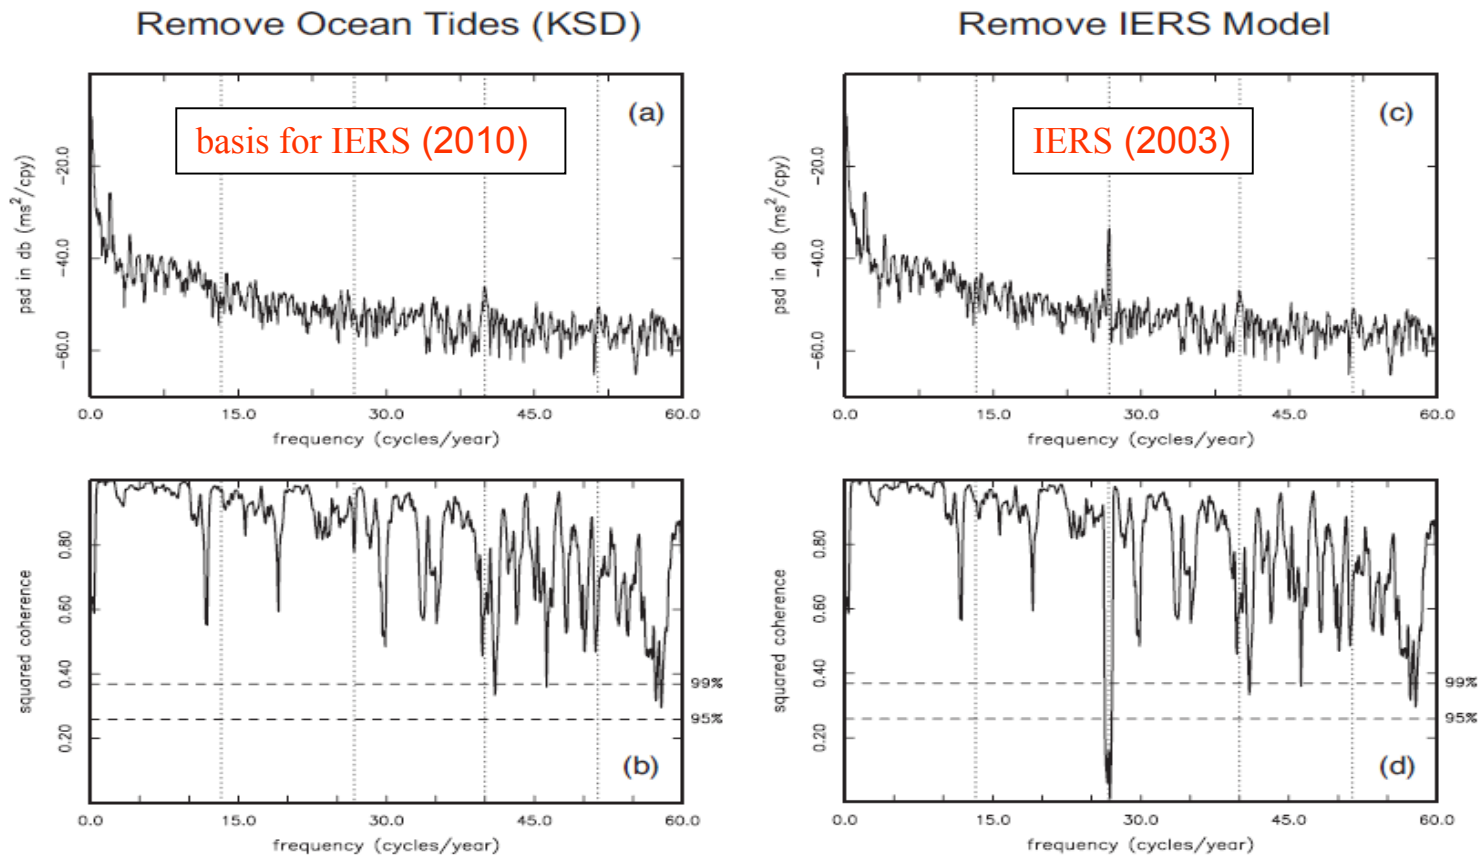 Remove Ocean Tides (KSD)
Remove IERS Model
(a)
basis for IERS (2010)
psd in db (ms²/cpy)
−20.0
−40.0
−60.0
0.0 15.0 30.0 45.0 60.0
frequency (cycles/year)
(c)
IERS (2003)
psd in db (ms²/cpy)
−20.0
−40.0
−60.0
0.0 15.0 30.0 45.0 60.0
frequency (cycles/year)
squared coherence
0.80
0.60
0.40
0.20
99%
95%
(b)
0.0 15.0 30.0 45.0 60.0
frequency (cycles/year)
squared coherence
0.80
0.60
0.40
0.20
99%
95%
(d)
0.0 15.0 30.0 45.0 60.0
frequency (cycles/year)